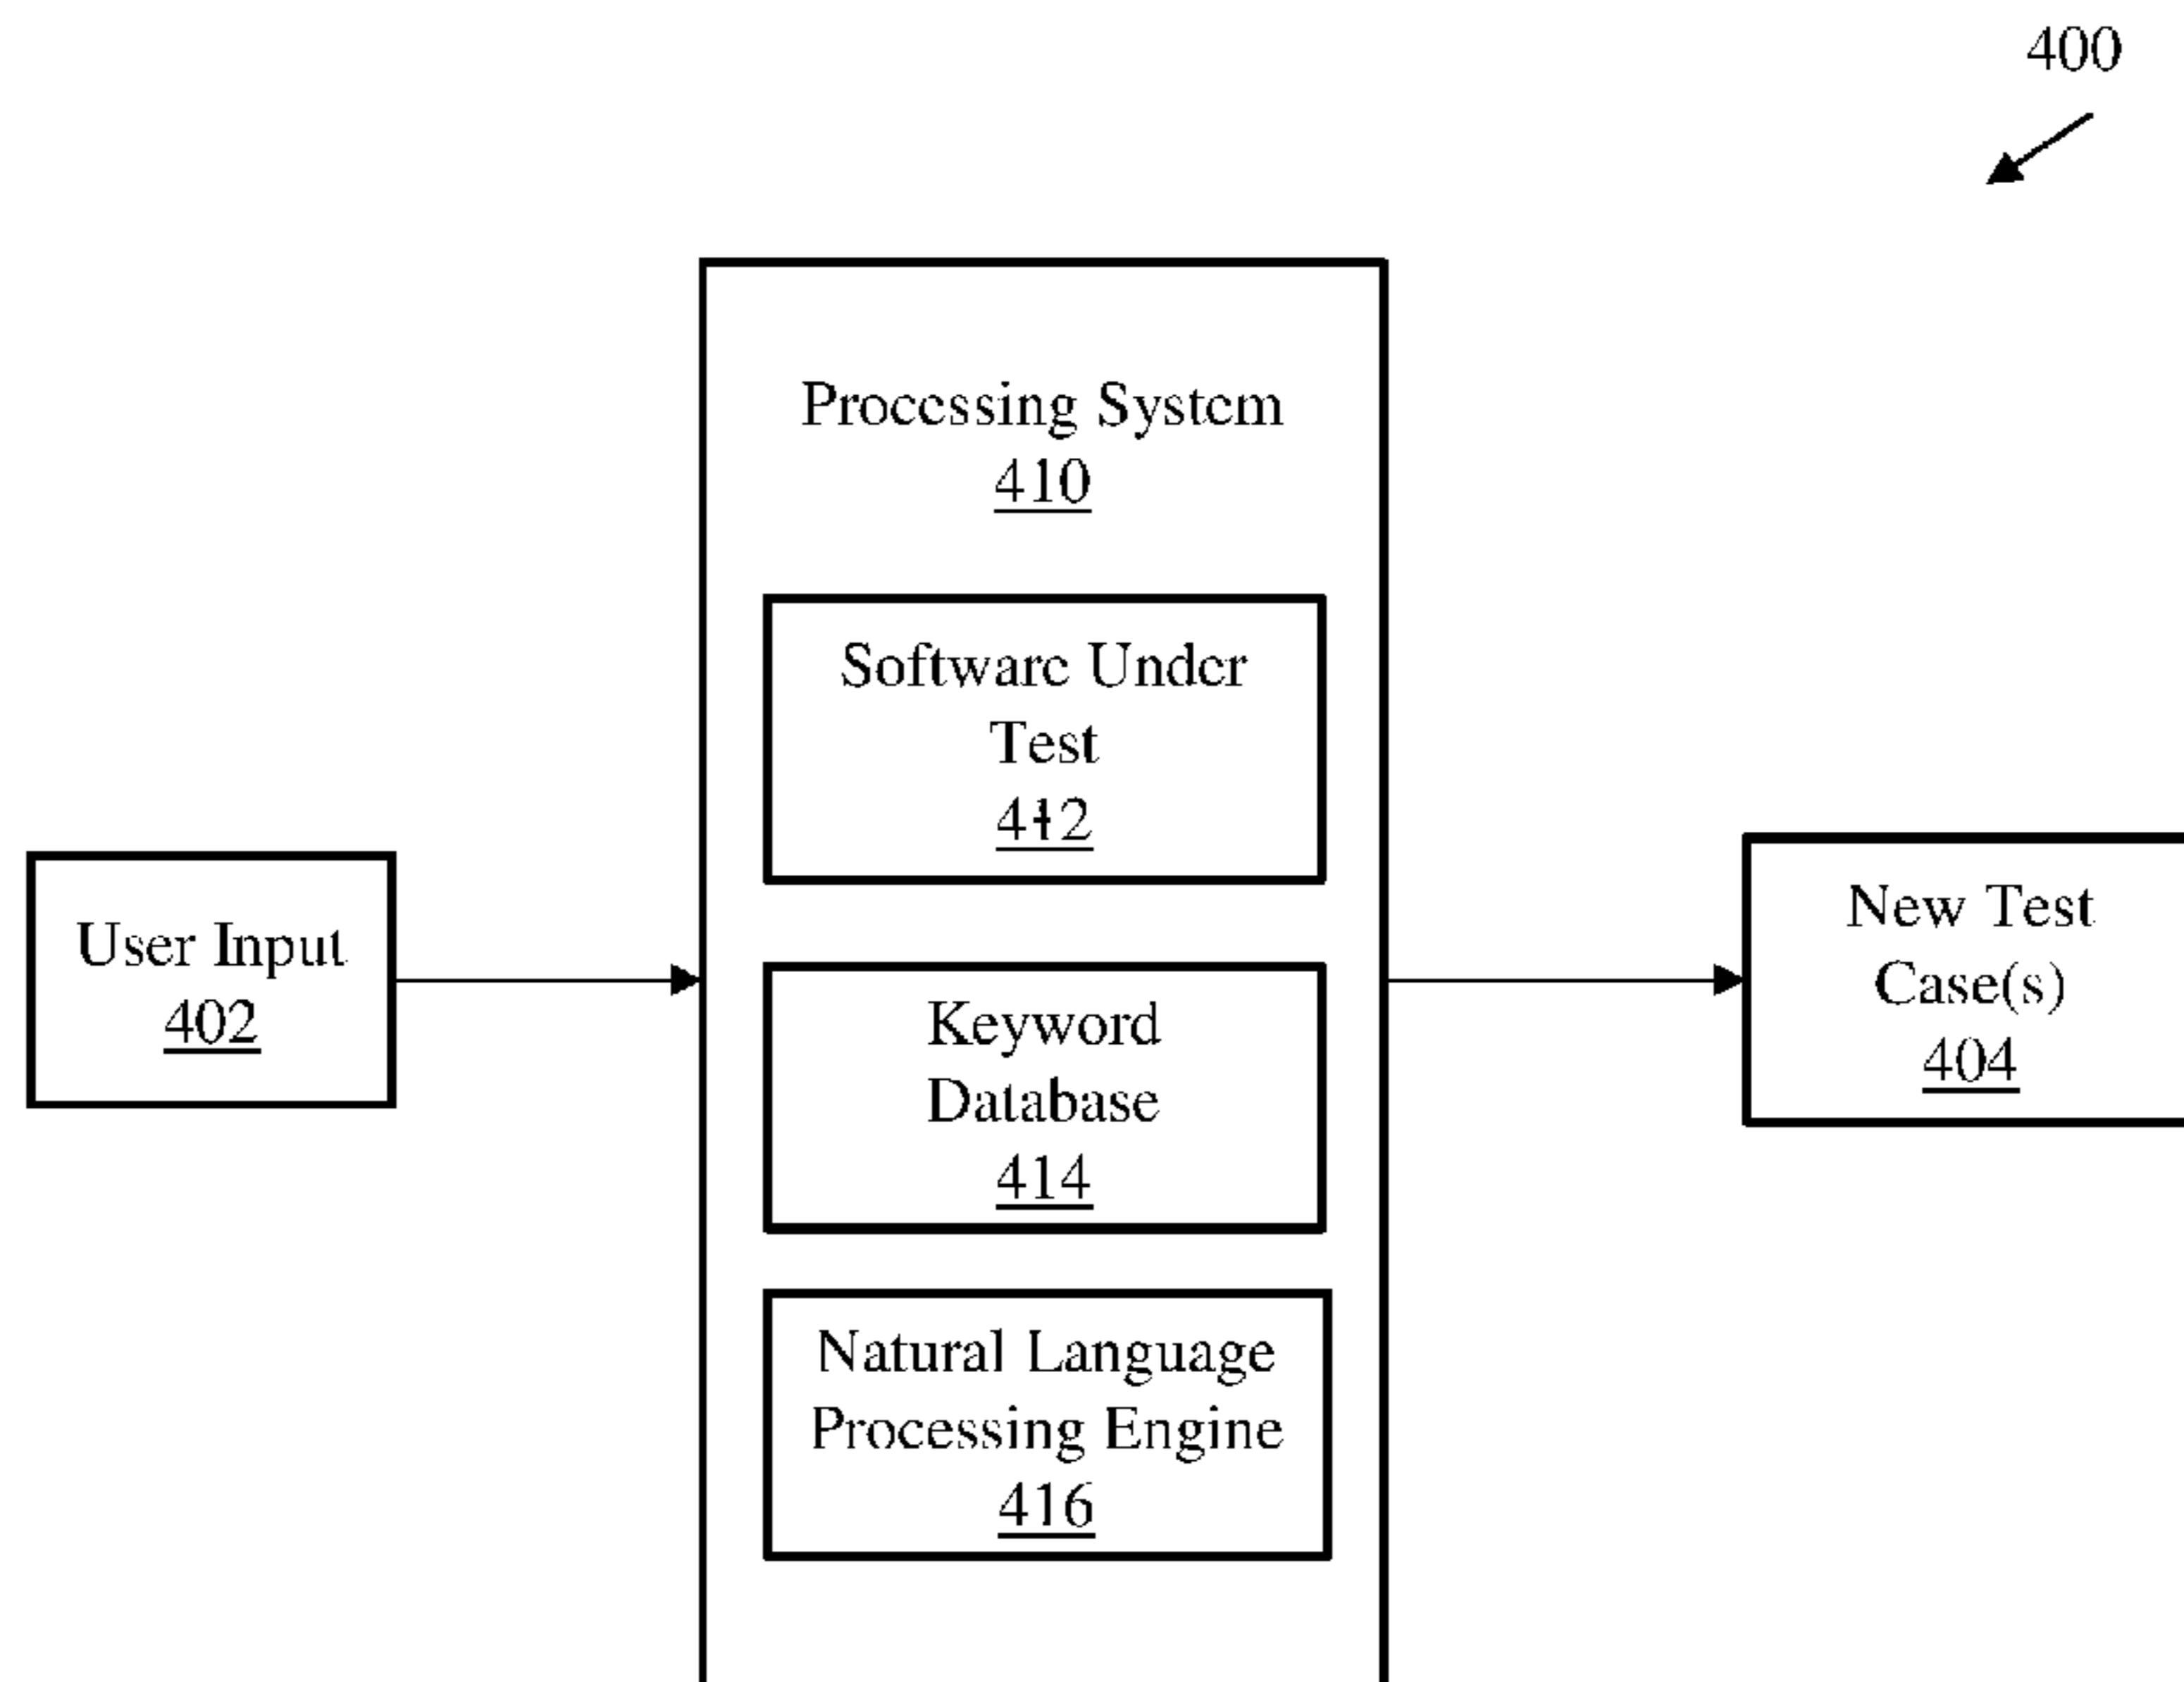 400
Processing System
410
Software Under
Test
412
User Input
402
Keyword
Database
414
New Test
Case(s)
404
Natural Language
Processing Engine
416